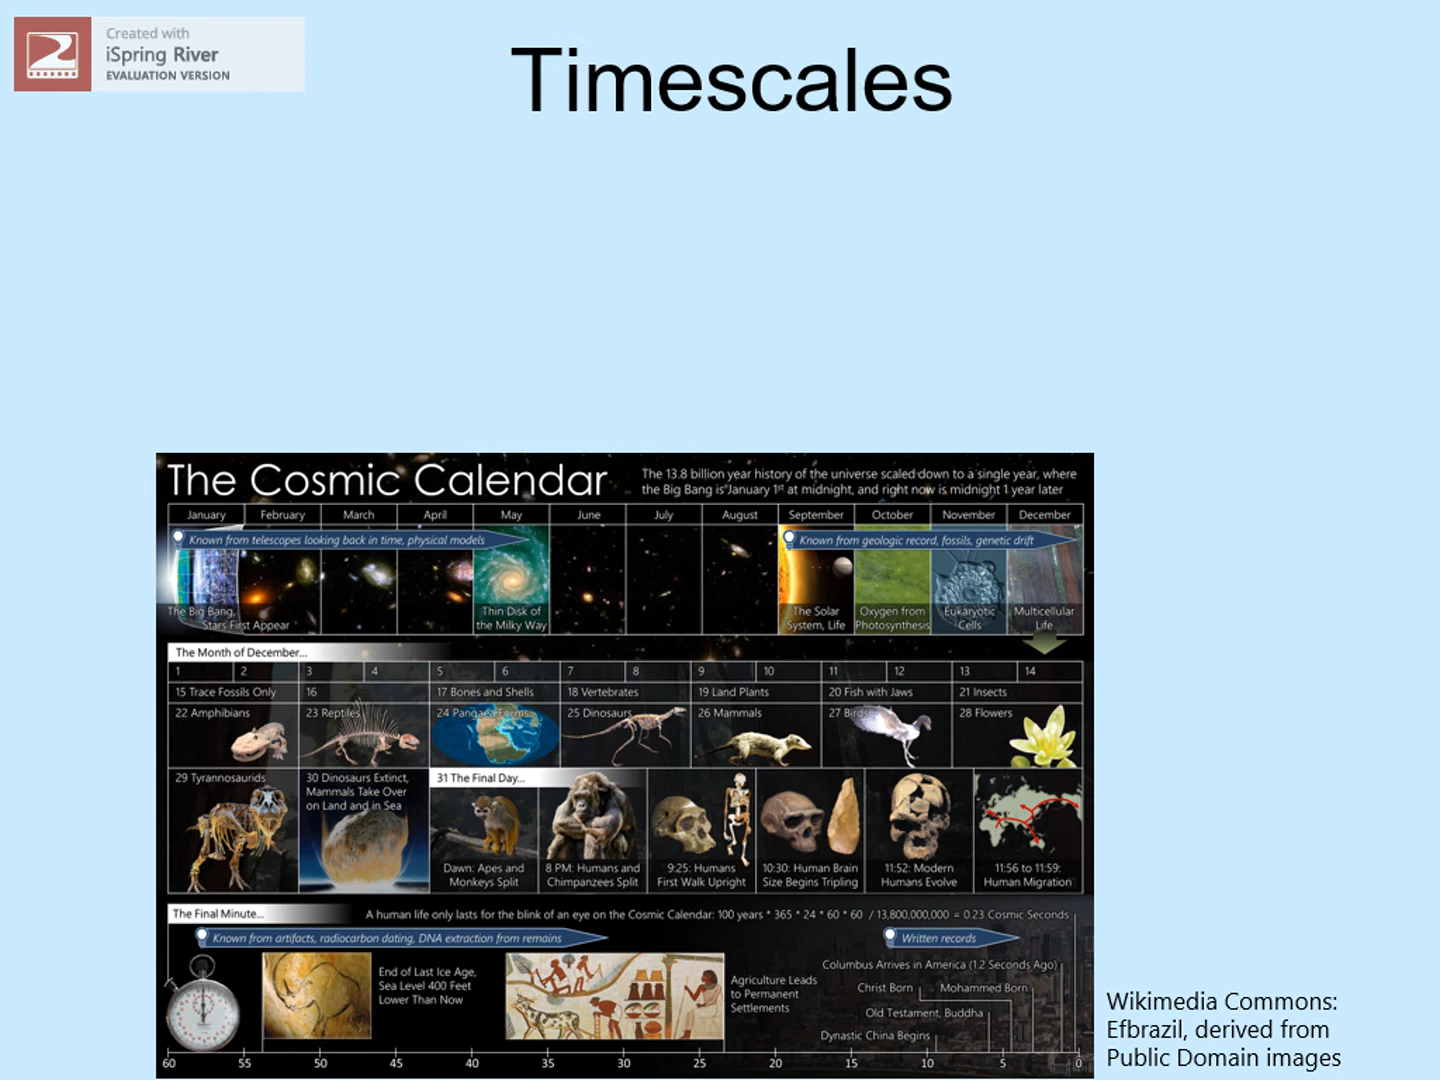 Created with
iSpring River
EVALUATION VERSION
Timescales
The Cosmic Calendar
The 13.8 billion year history of the universe scaled down to a single year, where
the Big Bang is January 1st at midnight, and right now is midnight 1 year later
January February March April May June July August September October November December
Known from telescopes looking back in time, physical models
Known from geologic record, fossils, genetic drift
The Big Bang,
Stars First Appear
Thin Disk of
the Milky Way
The Solar
System, Life
Oxygen from
Photosynthesis
Eukaryotic
Cells
Multicellular
Life
The Month of December...
1 2 3 4 5 6 7 8 9 10 11 12 13 14
15 Trace Fossils Only 16 17 Bones and Shells 18 Vertebrates 19 Land Plants 20 Fish with Jaws 21 Insects
22 Amphibians 23 Reptiles 24 Pangaea Forms 25 Dinosaurs 26 Mammals 27 Birds 28 Flowers
29 Tyrannosaurids
30 Dinosaurs Extinct,
Mammals Take Over
on Land and in Sea
31 The Final Day...
Dawn: Apes and
Monkeys Split
8 PM: Humans and
Chimpanzees Split
9:25: Humans
First Walk Upright
10:30: Human Brain
Size Begins Tripling
11:52: Modern
Humans Evolve
11:56 to 11:59:
Human Migration
The Final Minute...
A human life only lasts for the blink of an eye on the Cosmic Calendar: 100 years * 365 * 24 * 60 * 60 / 13,800,000,000 = 0.23 Cosmic Seconds
Known from artifacts, radiocarbon dating, DNA extraction from remains
Written records
End of Last Ice Age,
Sea Level 400 Feet
Lower Than Now
Agriculture Leads
to Permanent
Settlements
Columbus Arrives in America (1.2 Seconds Ago)
Christ Born
Mohammed Born
Old Testament, Buddha
Dynastic China Begins
60 55 50 45 40 35 30 25 20 15 10 5 0
Wikimedia Commons:
Efbrazil, derived from
Public Domain images